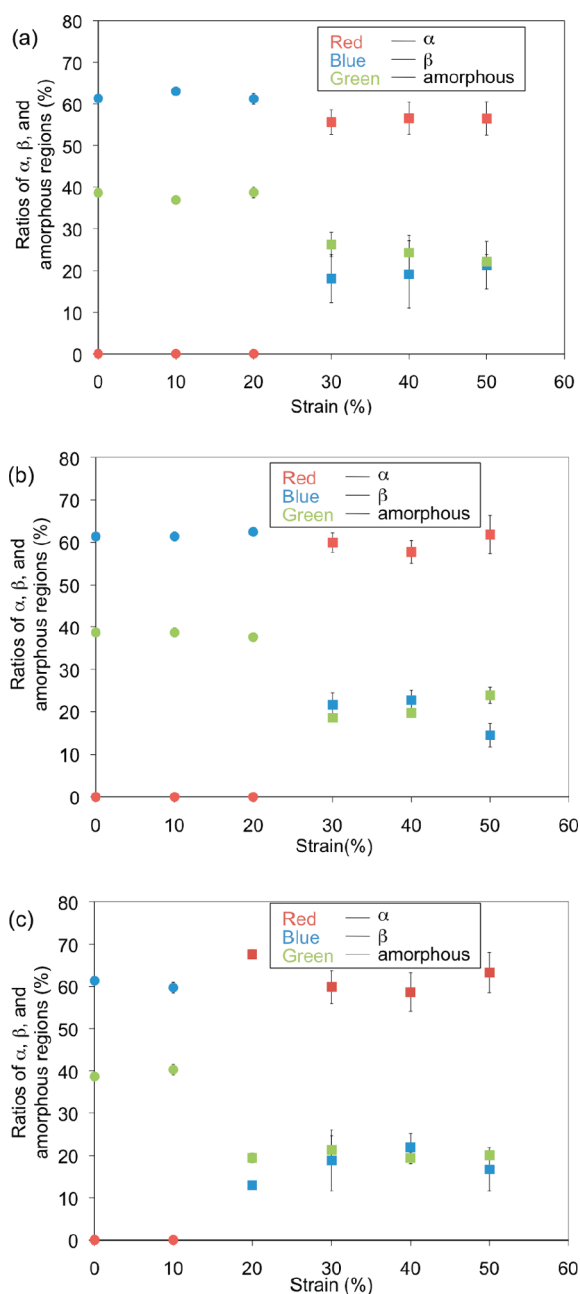 (a)
Ratios of α, β, and
amorphous regions (%)
80
70
60
50
40
30
20
10
0
Red — α
Blue — β
Green — amorphous
0 10 20 30 40 50 60
Strain (%)
(b)
Ratios of α, β, and
amorphous regions (%)
80
70
60
50
40
30
20
10
0
Red — α
Blue — β
Green — amorphous
0 10 20 30 40 50 60
Strain(%)
(c)
Ratios of α, β, and
amorphous regions (%)
80
70
60
50
40
30
20
10
0
Red — α
Blue — β
Green — amorphous
0 10 20 30 40 50 60
Strain (%)